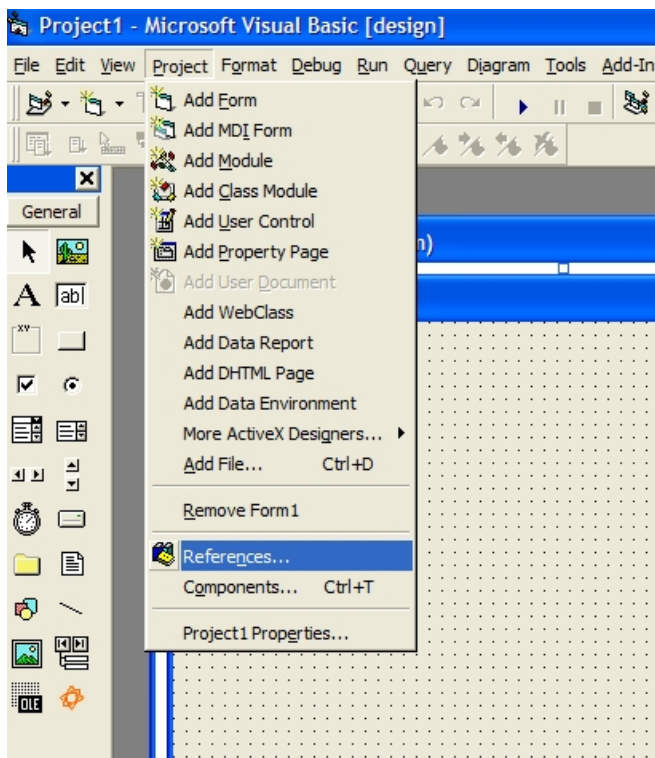 Project1 - Microsoft Visual Basic [design]
File Edit View Project Format Debug Run Query Diagram Tools Add-In
Add Form
Add MDI Form
Add Module
Add Class Module
General
Add User Control
Add Property Page
Add User Document
Add WebClass
Add Data Report
Add DHTML Page
Add Data Environment
More ActiveX Designers...
Add File... Ctrl+D
Remove Form1
References...
Components... Ctrl+T
Project1 Properties...
m)
A
ab
XY
OLE